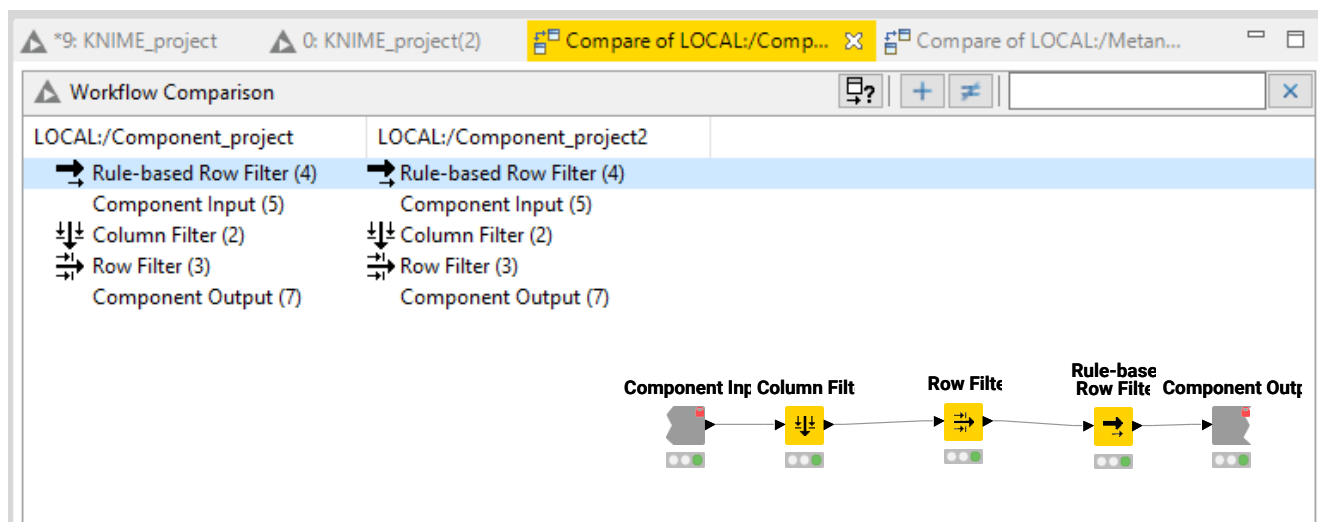 *9: KNIME_project 0: KNIME_project(2) Compare of LOCAL:/Comp... Compare of LOCAL:/Metan...
Workflow Comparison ?
LOCAL:/Component_project LOCAL:/Component_project2
Rule-based Row Filter (4) Rule-based Row Filter (4)
Component Input (5) Component Input (5)
Column Filter (2) Column Filter (2)
Row Filter (3) Row Filter (3)
Component Output (7) Component Output (7)
Rule-base
Component Inp Column Filt Row Filte Row Filte Component Outp